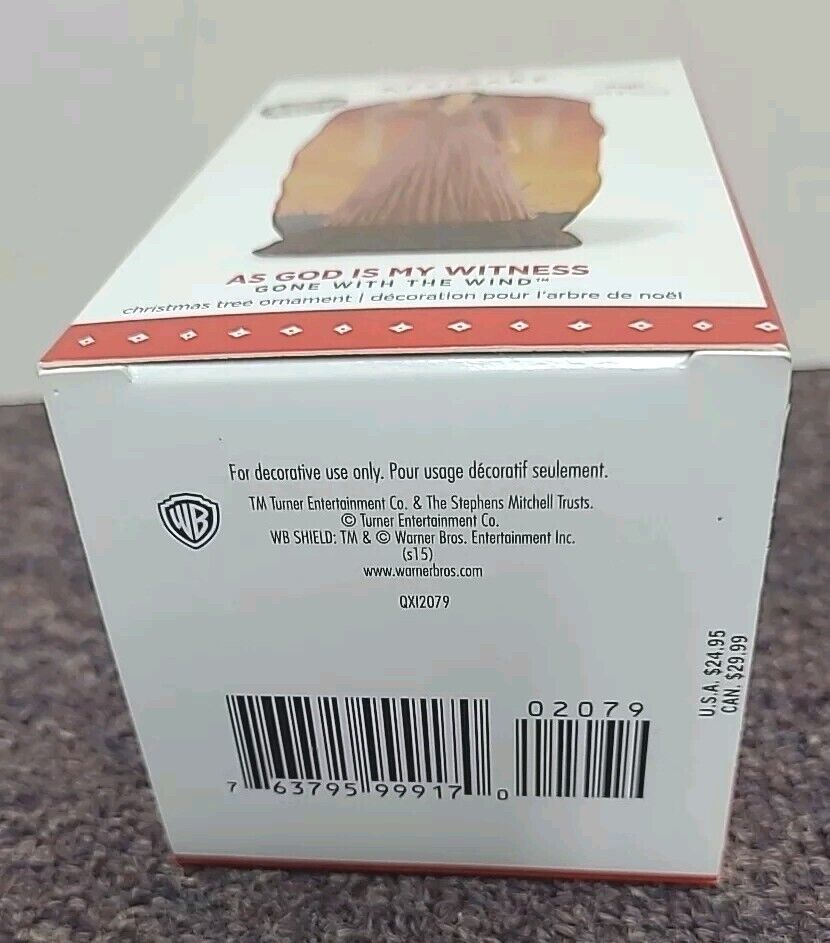 AS GOD IS MY WITNESS
GONE WITH THE WIND™
christmas tree ornament | décoration pour l'arbre de noël
For decorative use only. Pour usage décoratif seulement.
WB
TM Turner Entertainment Co. & The Stephens Mitchell Trusts.
© Turner Entertainment Co.
WB SHIELD: TM & © Warner Bros. Entertainment Inc.
(s15)
www.warnerbros.com
QXI2079
U.S.A. $24.95
CAN. $29.99
02079
7 63795 99917 0